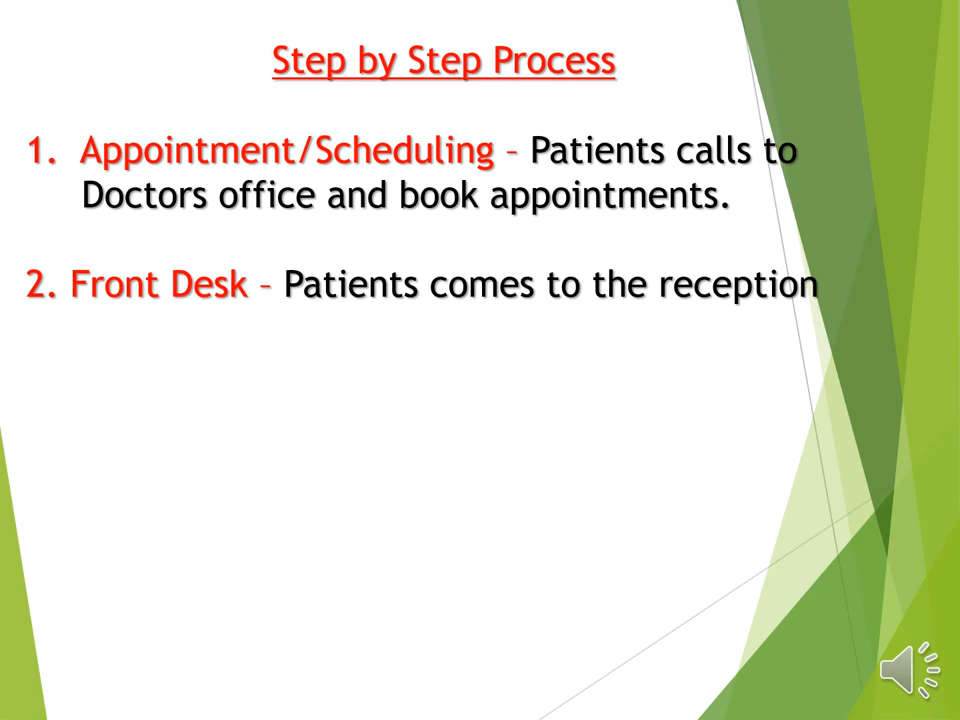 Step by Step Process
1. Appointment/Scheduling – Patients calls to
Doctors office and book appointments.
2. Front Desk – Patients comes to the reception